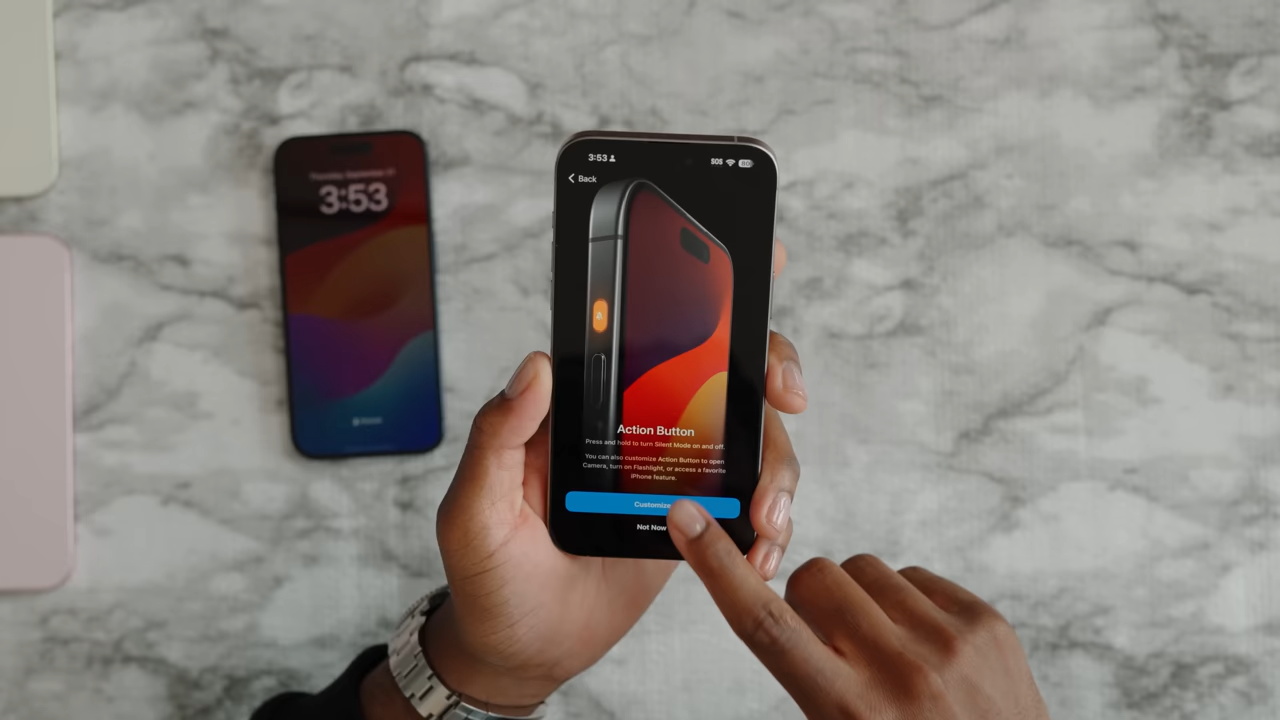 3:53
3:53
SOS
80
Back
Action Button
Press and hold to turn Silent Mode on and off.
You can also customize Action Button to open
Camera, turn on Flashlight, or access a favorite
iPhone feature.
Customize
Not Now